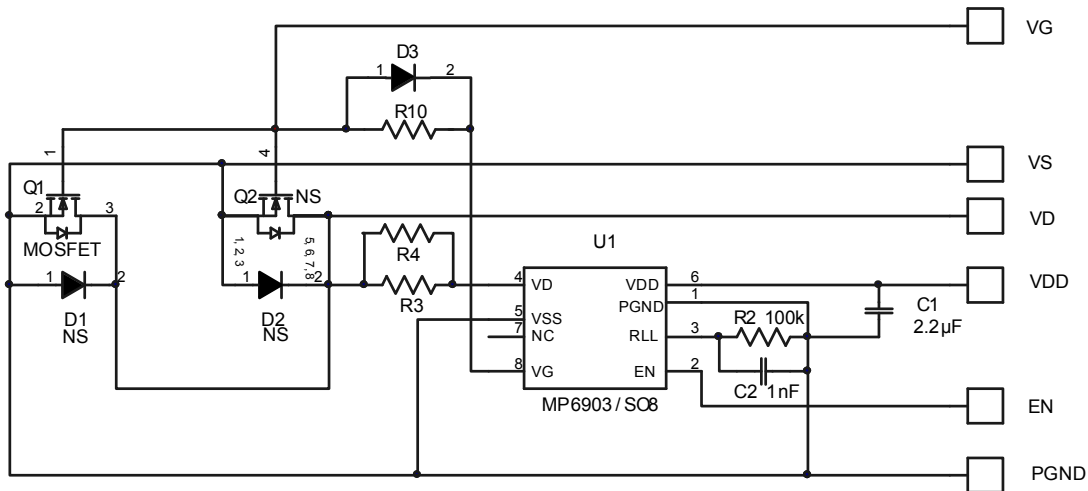 VG
D3
1
2
R10
1
4
VS
Q1
2
3
MOSFET
Q2
NS
VD
1, 2, 3
5, 6, 7, 8
R4
U1
1
2
D1
NS
1
2
D2
NS
R3
4
VD
VDD
6
VDD
5
VSS
PGND
1
C1
2.2µF
7
NC
RLL
3
R2 100k
8
VG
EN
2
C2 1nF
MP6903 / SO8
EN
PGND